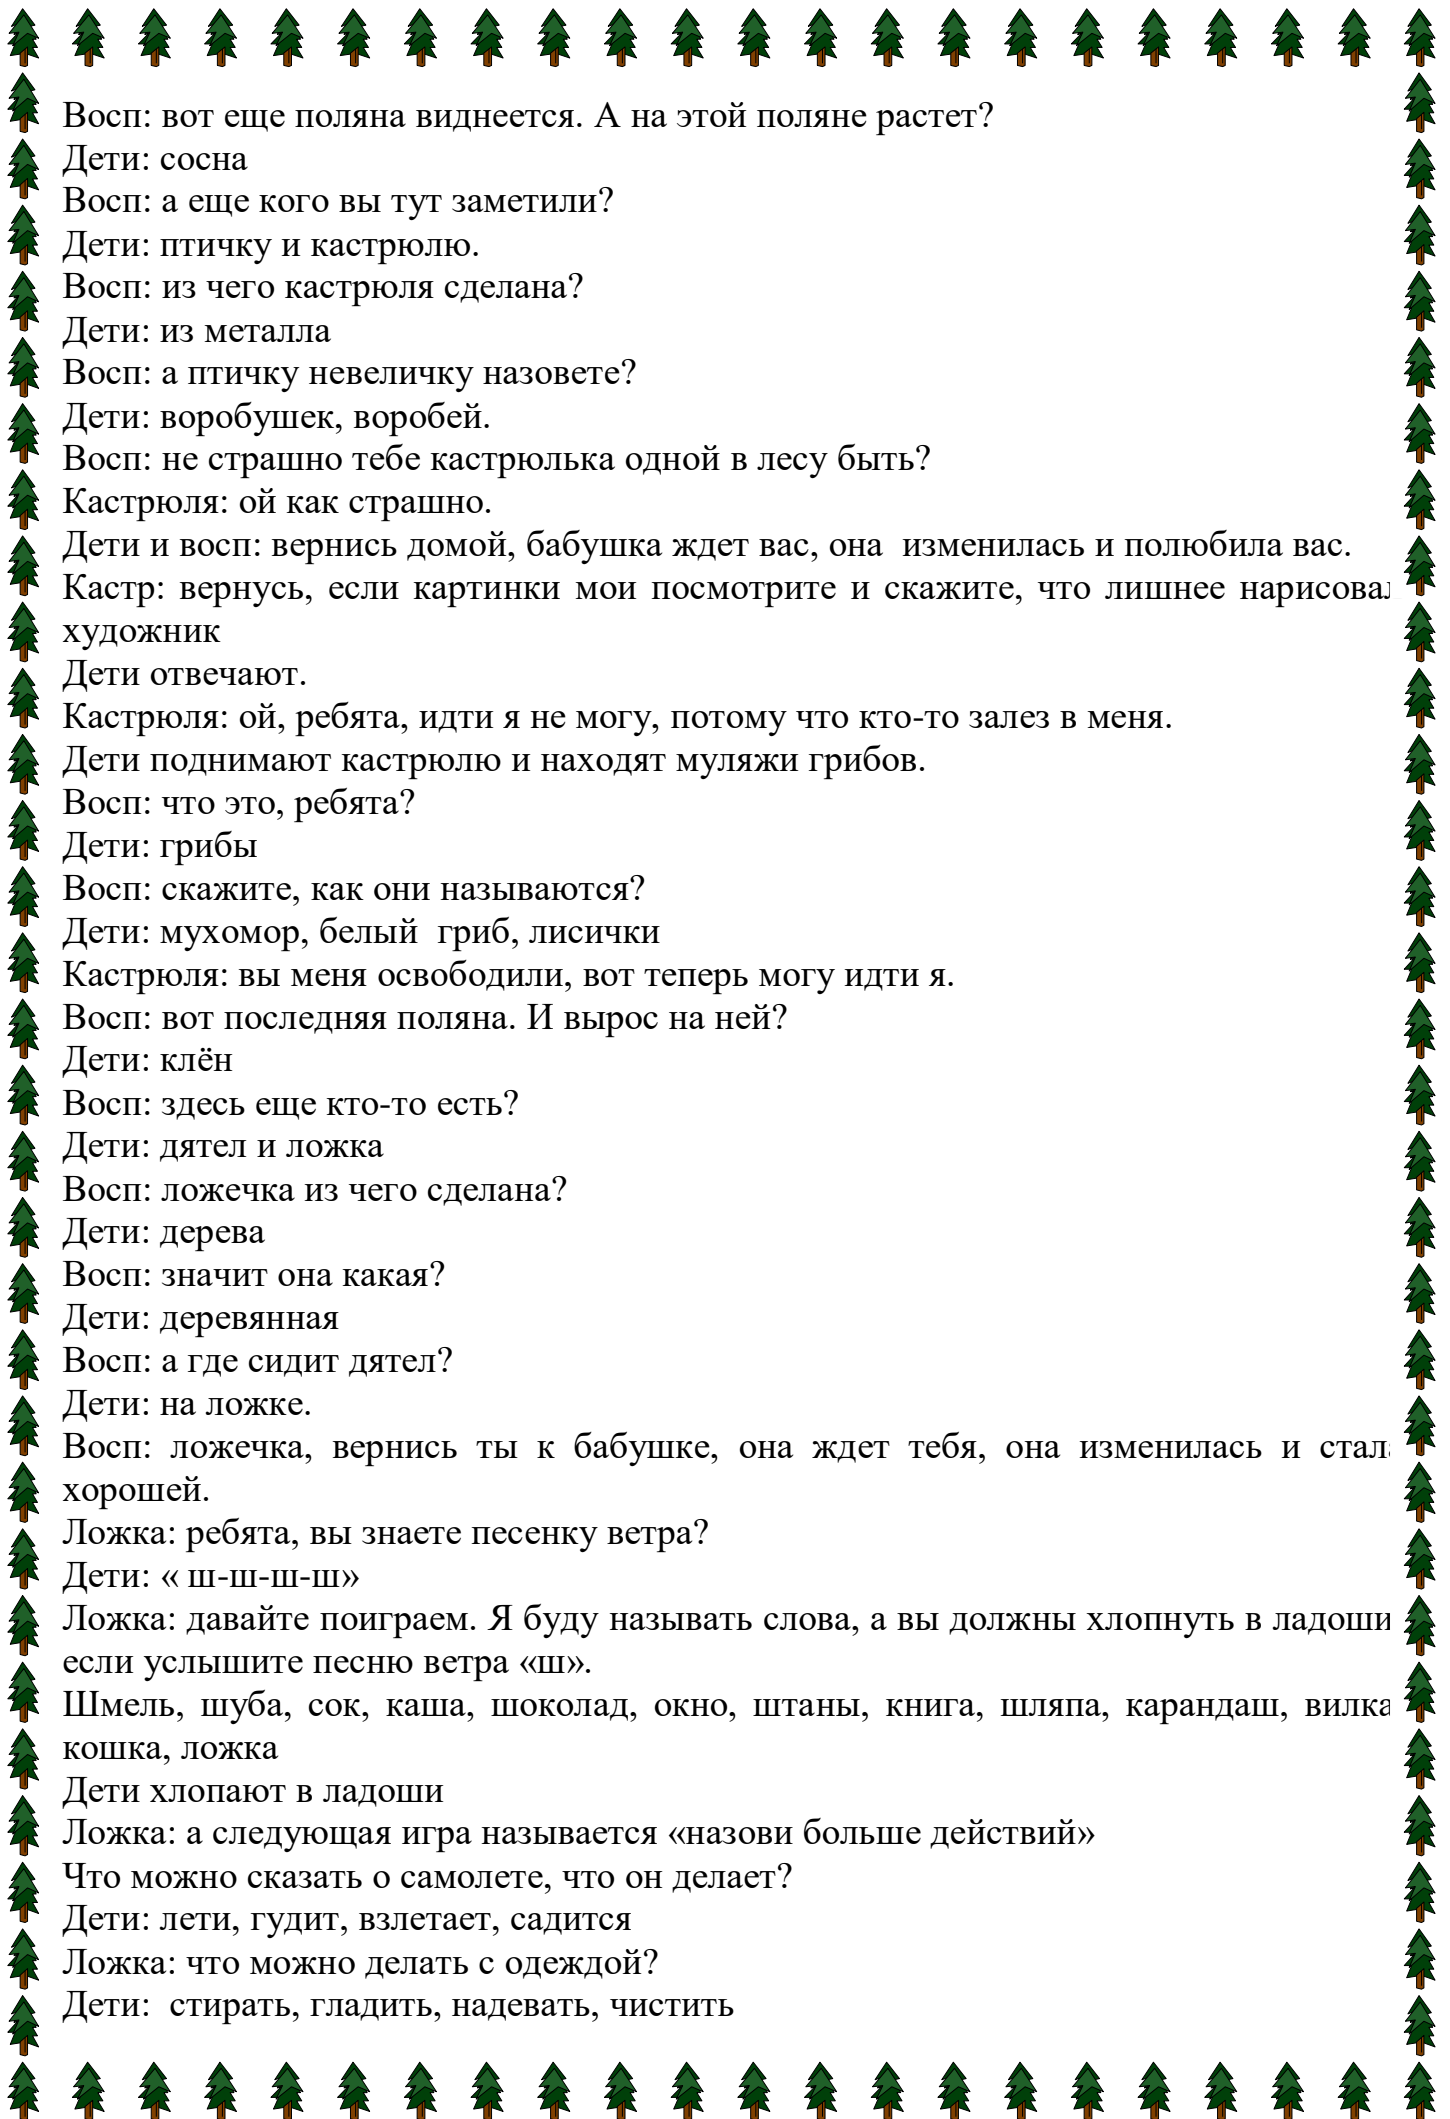 Восп: вот еще поляна виднеется. А на этой поляне растет?
Дети: сосна
Восп: а еще кого вы тут заметили?
Дети: птичку и кастрюлю.
Восп: из чего кастрюля сделана?
Дети: из металла
Восп: а птичку невеличку назовете?
Дети: воробушек, воробей.
Восп: не страшно тебе кастрюлька одной в лесу быть?
Кастрюля: ой как страшно.
Дети и восп: вернись домой, бабушка ждет вас, она  изменилась и полюбила вас.
Кастр: вернусь, если картинки мои посмотрите и скажите, что лишнее нарисовал
художник
Дети отвечают.
Кастрюля: ой, ребята, идти я не могу, потому что кто-то залез в меня.
Дети поднимают кастрюлю и находят муляжи грибов.
Восп: что это, ребята?
Дети: грибы
Восп: скажите, как они называются?
Дети: мухомор, белый  гриб, лисички
Кастрюля: вы меня освободили, вот теперь могу идти я.
Восп: вот последняя поляна. И вырос на ней?
Дети: клён
Восп: здесь еще кто-то есть?
Дети: дятел и ложка
Восп: ложечка из чего сделана?
Дети: дерева
Восп: значит она какая?
Дети: деревянная
Восп: а где сидит дятел?
Дети: на ложке.
Восп: ложечка, вернись ты к бабушке, она ждет тебя, она изменилась и стала
хорошей.
Ложка: ребята, вы знаете песенку ветра?
Дети: « ш-ш-ш-ш»
Ложка: давайте поиграем. Я буду называть слова, а вы должны хлопнуть в ладоши
если услышите песню ветра «ш».
Шмель, шуба, сок, каша, шоколад, окно, штаны, книга, шляпа, карандаш, вилка
кошка, ложка
Дети хлопают в ладоши
Ложка: а следующая игра называется «назови больше действий»
Что можно сказать о самолете, что он делает?
Дети: лети, гудит, взлетает, садится
Ложка: что можно делать с одеждой?
Дети:  стирать, гладить, надевать, чистить